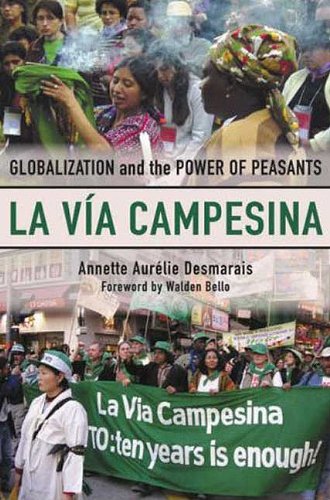 GLOBALIZATION and the POWER OF PEASANTS
LA VÍA CAMPESINA
Annette Aurélie Desmarais
Foreword by Walden Bello
La Via Campesina
TO: ten years is enough!